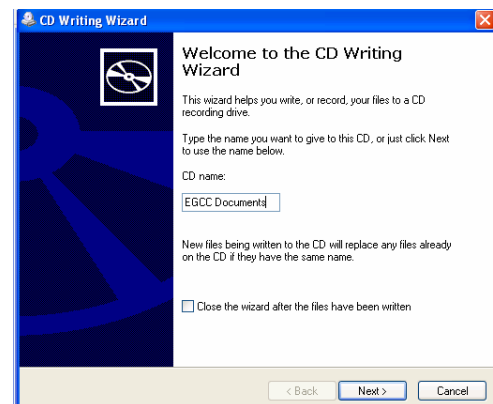 CD Writing Wizard
Welcome to the CD Writing
Wizard
This wizard helps you write, or record, your files to a CD
recording drive.
Type the name you want to give to this CD, or just click Next
to use the name below.
CD name:
EGCC Documents
New files being written to the CD will replace any files already
on the CD if they have the same name.
Close the wizard after the files have been written
< Back Next > Cancel